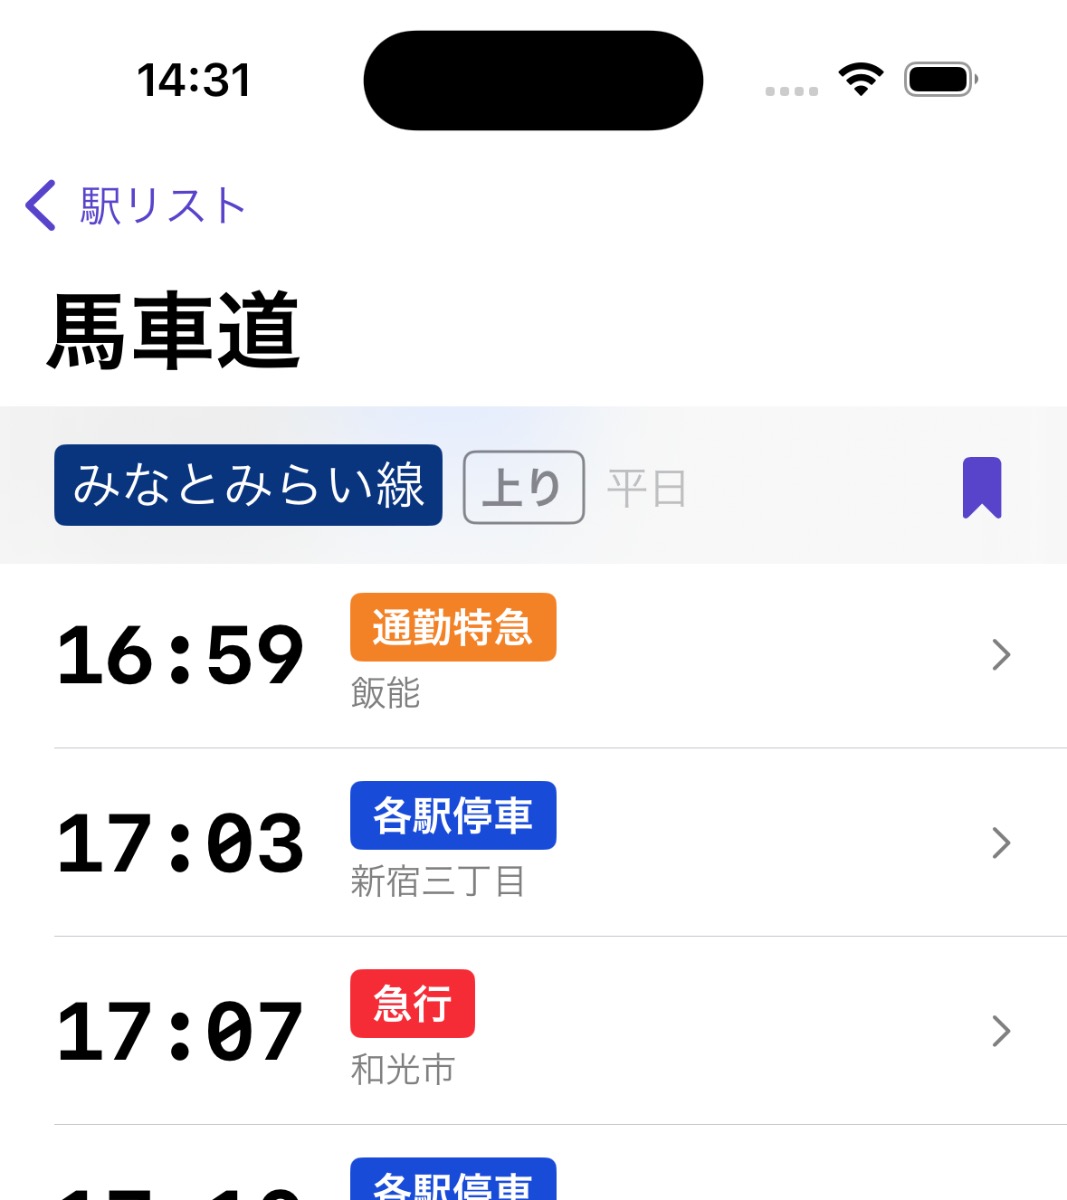 14:31
駅リスト
馬車道
みなとみらい線 上り 平日
16:59 通勤特急
飯能
17:03 各駅停車
新宿三丁目
17:07 急行
和光市
各駅停車